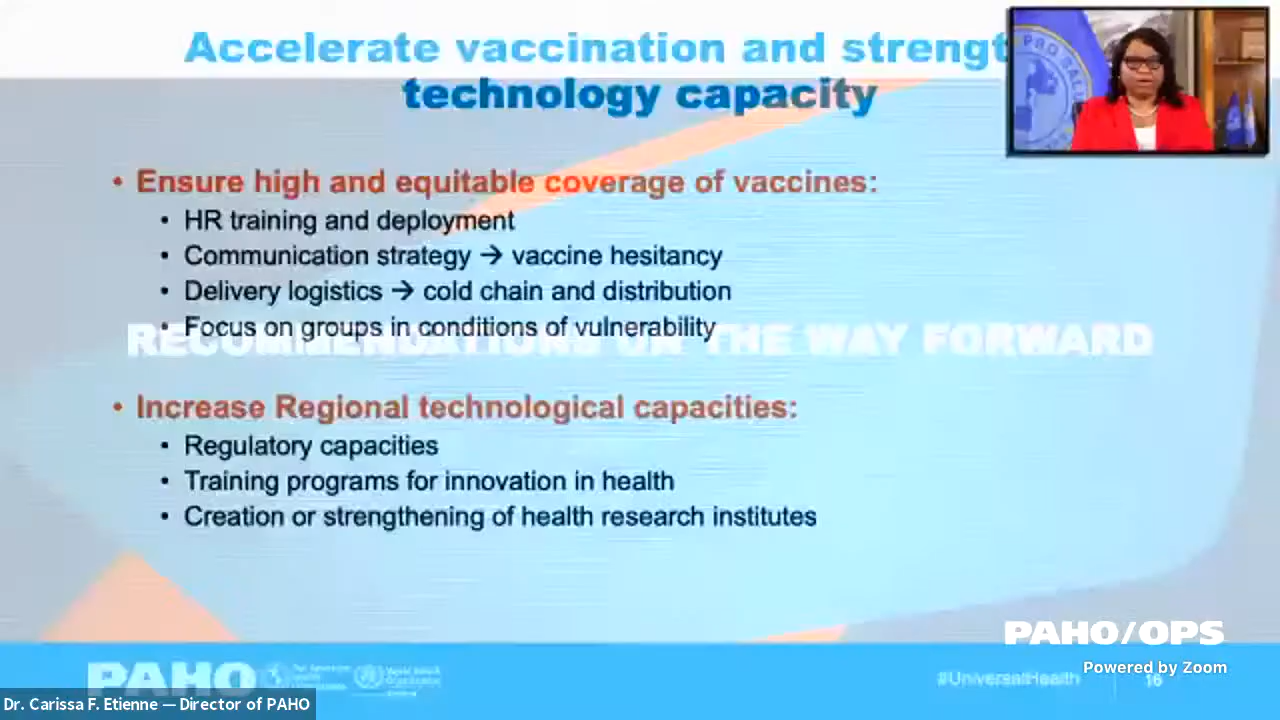 Accelerate vaccination and strengt
technology capacity
PRO SALU
• Ensure high and equitable coverage of vaccines:
• HR training and deployment
• Communication strategy → vaccine hesitancy
• Delivery logistics → cold chain and distribution
• Focus on groups in conditions of vulnerability
RECOMMENDATIONS ON THE WAY FORWARD
• Increase Regional technological capacities:
• Regulatory capacities
• Training programs for innovation in health
• Creation or strengthening of health research institutes
PAHO/OPS
Powered by Zoom
PAHO
#UniversalHealth
16
Dr. Carissa F. Etienne — Director of PAHO